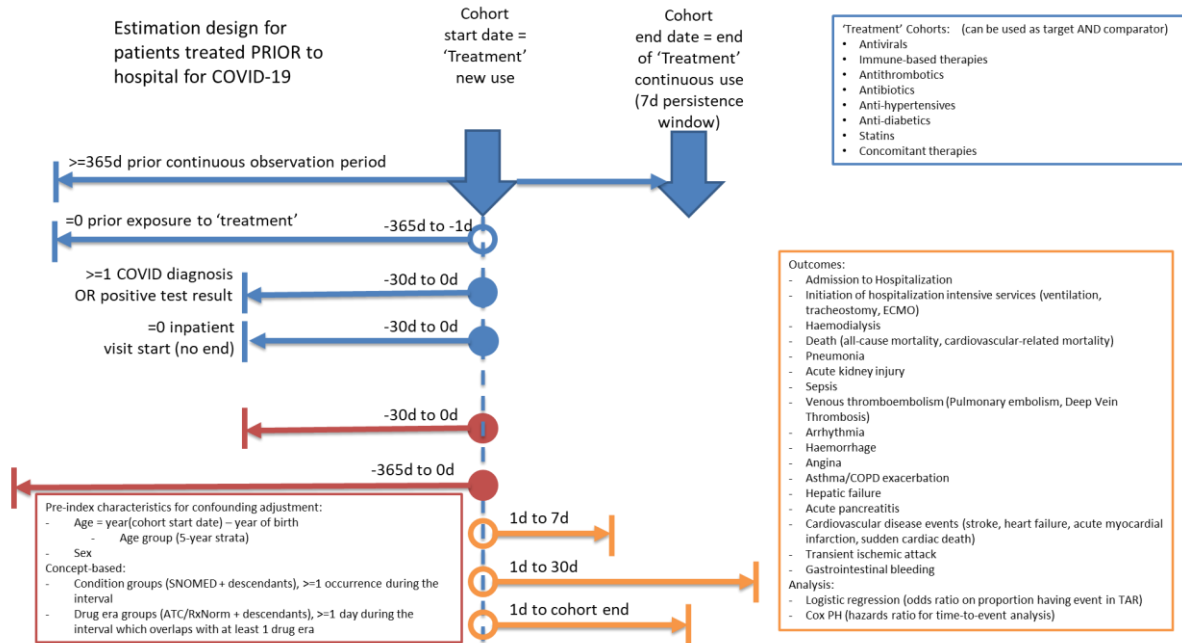 Estimation design for
patients treated PRIOR to
hospital for COVID-19
Cohort
start date =
‘Treatment’
new use
Cohort
end date = end
of ‘Treatment’
continuous use
(7d persistence
window)
‘Treatment’ Cohorts: (can be used as target AND comparator)
• Antivirals
• Immune-based therapies
• Antithrombotics
• Antibiotics
• Anti-hypertensives
• Anti-diabetics
• Statins
• Concomitant therapies
>=365d prior continuous observation period
=0 prior exposure to ‘treatment’
-365d to -1d
>=1 COVID diagnosis
OR positive test result
-30d to 0d
=0 inpatient
visit start (no end)
-30d to 0d
-30d to 0d
-365d to 0d
Pre-index characteristics for confounding adjustment:
- Age = year(cohort start date) – year of birth
- Age group (5-year strata)
- Sex
Concept-based:
- Condition groups (SNOMED + descendants), >=1 occurrence during the
interval
- Drug era groups (ATC/RxNorm + descendants), >=1 day during the
interval which overlaps with at least 1 drug era
1d to 7d
1d to 30d
1d to cohort end
Outcomes:
- Admission to Hospitalization
- Initiation of hospitalization intensive services (ventilation,
tracheostomy, ECMO)
- Haemodialysis
- Death (all-cause mortality, cardiovascular-related mortality)
- Pneumonia
- Acute kidney injury
- Sepsis
- Venous thromboembolism (Pulmonary embolism, Deep Vein
Thrombosis)
- Arrhythmia
- Haemorrhage
- Angina
- Asthma/COPD exacerbation
- Hepatic failure
- Acute pancreatitis
- Cardiovascular disease events (stroke, heart failure, acute myocardial
infarction, sudden cardiac death)
- Transient ischemic attack
- Gastrointestinal bleeding
Analysis:
- Logistic regression (odds ratio on proportion having event in TAR)
- Cox PH (hazards ratio for time-to-event analysis)